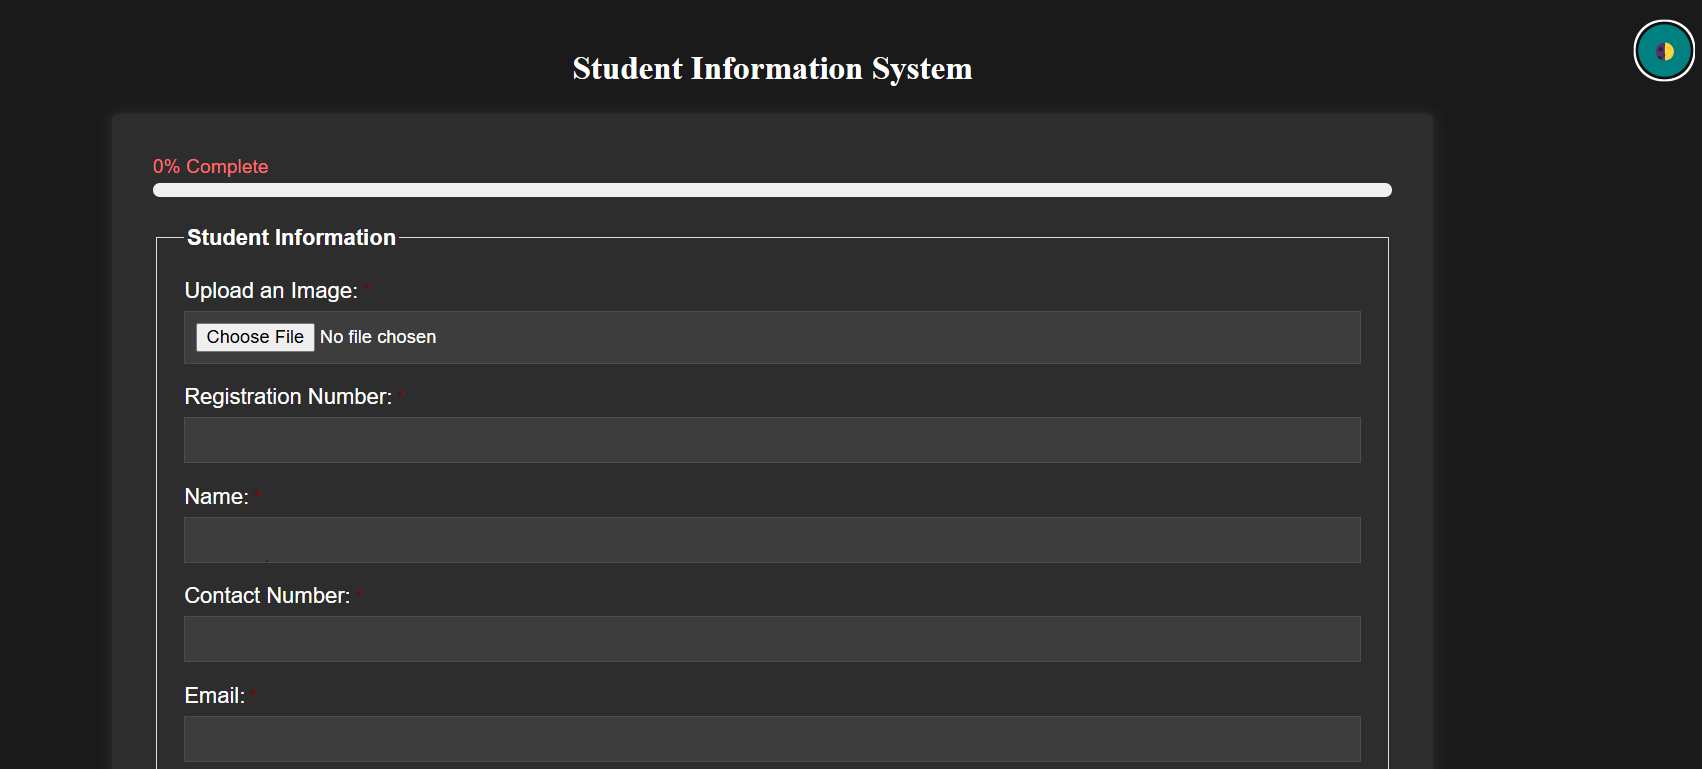 Student Information System
0% Complete
Student Information
Upload an Image: *
Choose File No file chosen
Registration Number: *
Name: *
Contact Number: *
Email: *